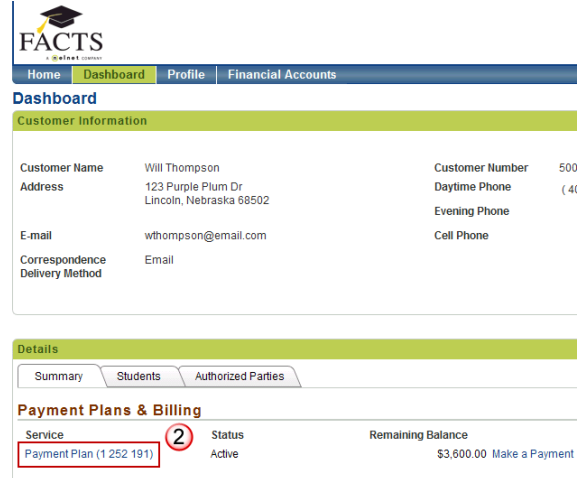 FACTS
A Nelnet COMPANY
Home Dashboard Profile Financial Accounts
Dashboard
Customer Information
Customer Name Will Thompson Customer Number 500
Address 123 Purple Plum Dr Daytime Phone ( 40
Lincoln, Nebraska 68502
Evening Phone
E-mail wthompson@email.com Cell Phone
Correspondence Email
Delivery Method
Details
Summary Students Authorized Parties
Payment Plans & Billing
Service 2 Status Remaining Balance
Payment Plan (1 252 191) Active $3,600.00 Make a Payment